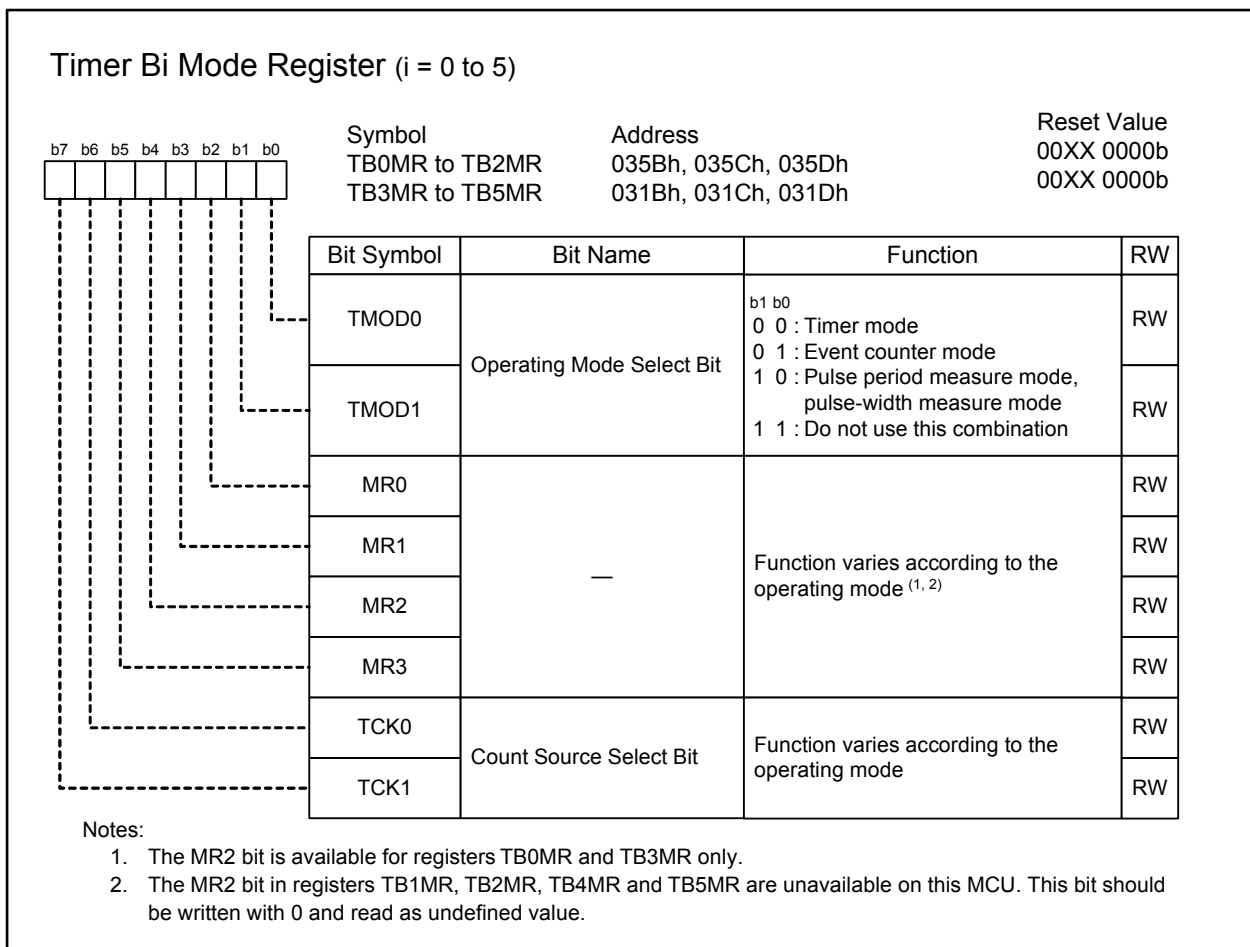 Timer Bi Mode Register (i = 0 to 5)
b7 b6 b5 b4 b3 b2 b1 b0
Symbol Address Reset Value
TB0MR to TB2MR 035Bh, 035Ch, 035Dh 00XX 0000b
TB3MR to TB5MR 031Bh, 031Ch, 031Dh 00XX 0000b
Bit Symbol Bit Name Function RW
TMOD0 RW
TMOD1 RW
Operating Mode Select Bit
b1 b0
0 0 : Timer mode
0 1 : Event counter mode
1 0 : Pulse period measure mode,
pulse-width measure mode
1 1 : Do not use this combination
MR0 RW
MR1 RW
MR2 RW
MR3 RW
—
Function varies according to the
operating mode (1, 2)
TCK0 RW
TCK1 RW
Count Source Select Bit
Function varies according to the
operating mode
Notes:
1. The MR2 bit is available for registers TB0MR and TB3MR only.
2. The MR2 bit in registers TB1MR, TB2MR, TB4MR and TB5MR are unavailable on this MCU. This bit should
be written with 0 and read as undefined value.